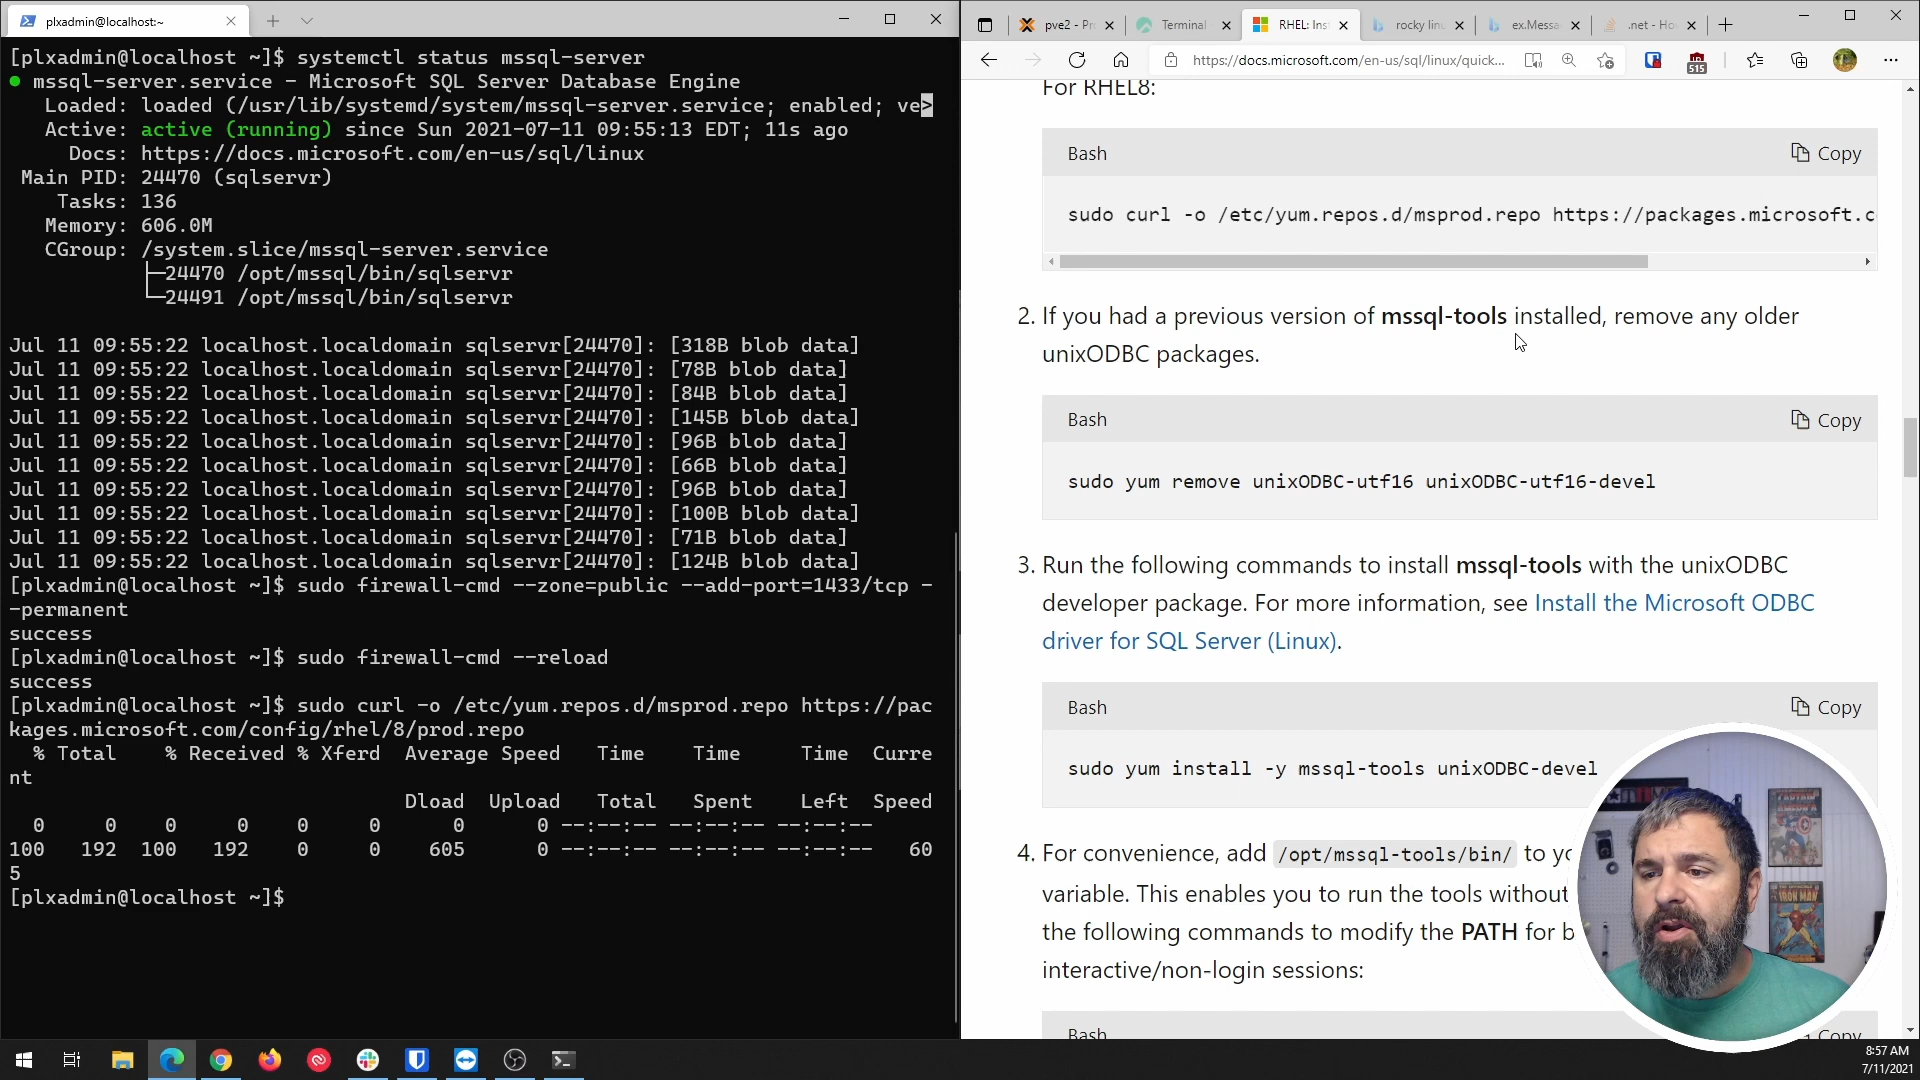 plxadmin@localhost:~
[plxadmin@localhost ~]$ systemctl status mssql-server
● mssql-server.service - Microsoft SQL Server Database Engine
Loaded: loaded (/usr/lib/systemd/system/mssql-server.service; enabled; ve>
Active: active (running) since Sun 2021-07-11 09:55:13 EDT; 11s ago
Docs: https://docs.microsoft.com/en-us/sql/linux
Main PID: 24470 (sqlservr)
Tasks: 136
Memory: 606.0M
CGroup: /system.slice/mssql-server.service
├─24470 /opt/mssql/bin/sqlservr
└─24491 /opt/mssql/bin/sqlservr
Jul 11 09:55:22 localhost.localdomain sqlservr[24470]: [318B blob data]
Jul 11 09:55:22 localhost.localdomain sqlservr[24470]: [78B blob data]
Jul 11 09:55:22 localhost.localdomain sqlservr[24470]: [84B blob data]
Jul 11 09:55:22 localhost.localdomain sqlservr[24470]: [145B blob data]
Jul 11 09:55:22 localhost.localdomain sqlservr[24470]: [96B blob data]
Jul 11 09:55:22 localhost.localdomain sqlservr[24470]: [66B blob data]
Jul 11 09:55:22 localhost.localdomain sqlservr[24470]: [96B blob data]
Jul 11 09:55:22 localhost.localdomain sqlservr[24470]: [100B blob data]
Jul 11 09:55:22 localhost.localdomain sqlservr[24470]: [71B blob data]
Jul 11 09:55:22 localhost.localdomain sqlservr[24470]: [124B blob data]
[plxadmin@localhost ~]$ sudo firewall-cmd --zone=public --add-port=1433/tcp -
-permanent
success
[plxadmin@localhost ~]$ sudo firewall-cmd --reload
success
[plxadmin@localhost ~]$ sudo curl -o /etc/yum.repos.d/msprod.repo https://pac
kages.microsoft.com/config/rhel/8/prod.repo
% Total % Received % Xferd Average Speed Time Time Time Curre
nt
Dload Upload Total Spent Left Speed
0 0 0 0 0 0 0 0 --:--:-- --:--:-- --:--:--
100 192 100 192 0 0 605 0 --:--:-- --:--:-- --:--:-- 60
5
[plxadmin@localhost ~]$
pve2 - Pr
Terminal
RHEL: Ins
rocky lin
ex.Messa
.net - Ho
https://docs.microsoft.com/en-us/sql/linux/quick...
515
For RHEL8:
Bash
Copy
sudo curl -o /etc/yum.repos.d/msprod.repo https://packages.microsoft.c
2. If you had a previous version of mssql-tools installed, remove any older
unixODBC packages.
Bash
Copy
sudo yum remove unixODBC-utf16 unixODBC-utf16-devel
3. Run the following commands to install mssql-tools with the unixODBC
developer package. For more information, see Install the Microsoft ODBC
driver for SQL Server (Linux).
Bash
Copy
sudo yum install -y mssql-tools unixODBC-devel
4. For convenience, add /opt/mssql-tools/bin/ to yo
variable. This enables you to run the tools without
the following commands to modify the PATH for b
interactive/non-login sessions:
Bash
Copy
CAPTAIN AMERICA
IRON MAN
8:57 AM
7/11/2021